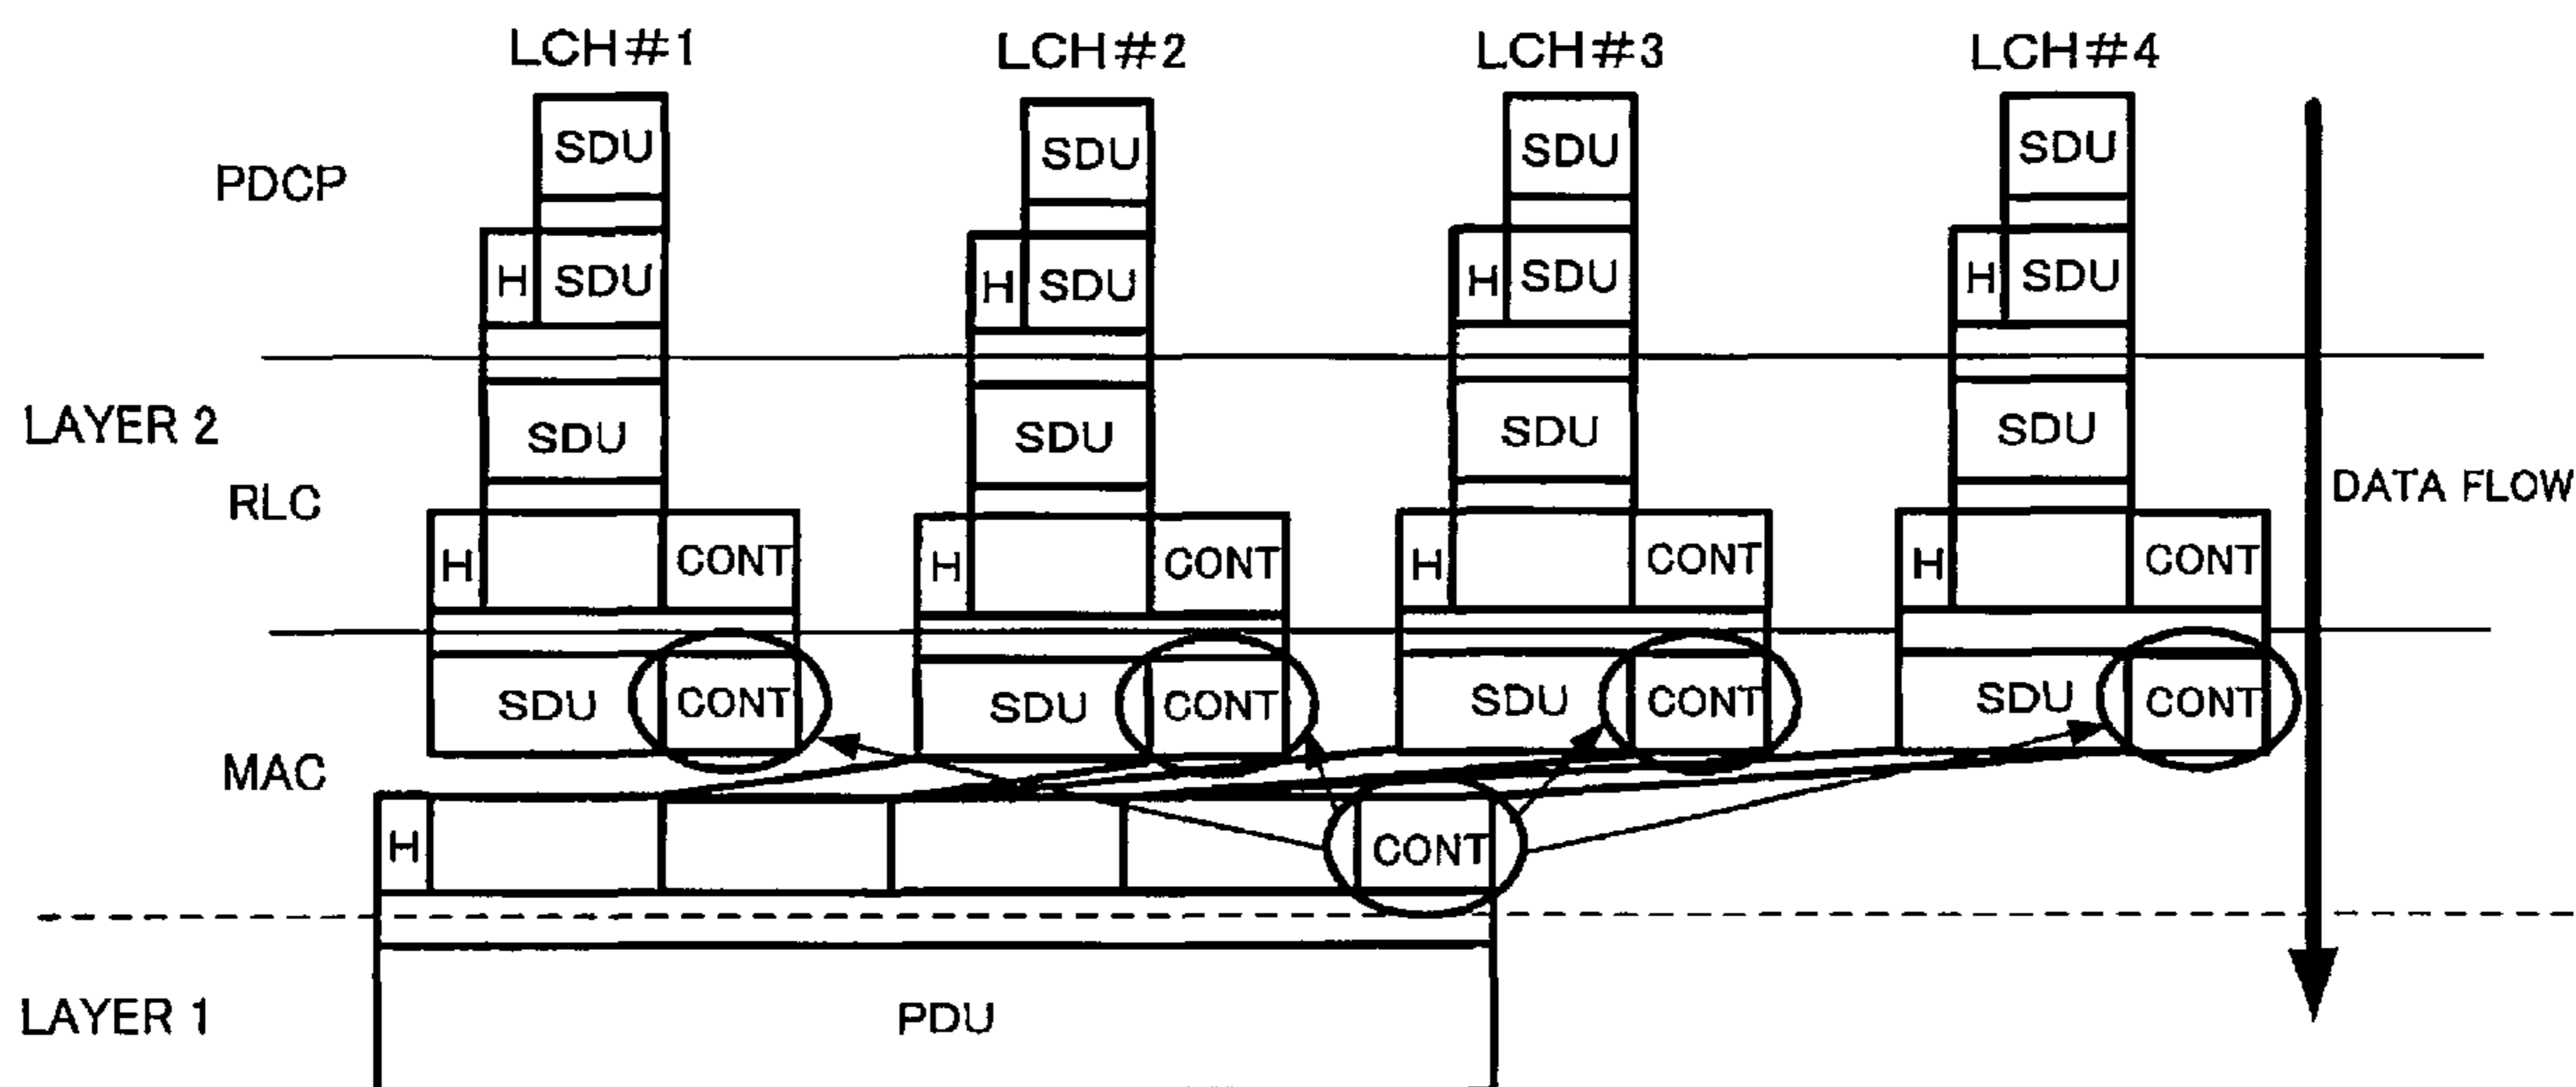 LCH#1 LCH#2 LCH#3 LCH#4
SDU SDU SDU SDU
PDCP
H SDU H SDU H SDU H SDU
LAYER 2
SDU SDU SDU SDU
RLC
DATA FLOW
H CONT H CONT H CONT H CONT
SDU CONT SDU CONT SDU CONT SDU CONT
MAC
H CONT
LAYER 1
PDU